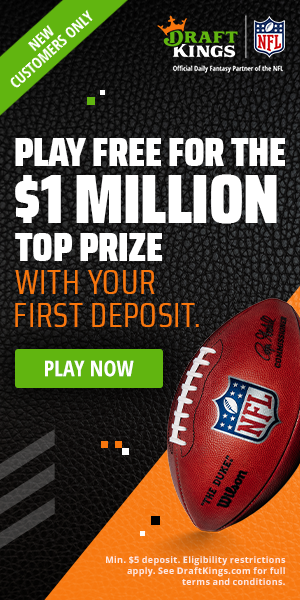 NEW
CUSTOMERS ONLY
DRAFT
KINGS
NFL
Official Daily Fantasy Partner of the NFL
PLAY FREE FOR THE
$1 MILLION
TOP PRIZE
WITH YOUR
FIRST DEPOSIT.
PLAY NOW
COMMISSIONER
NFL
"THE DUKE"
Wilson
Min. $5 deposit. Eligibility restrictions
apply. See DraftKings.com for full
terms and conditions.